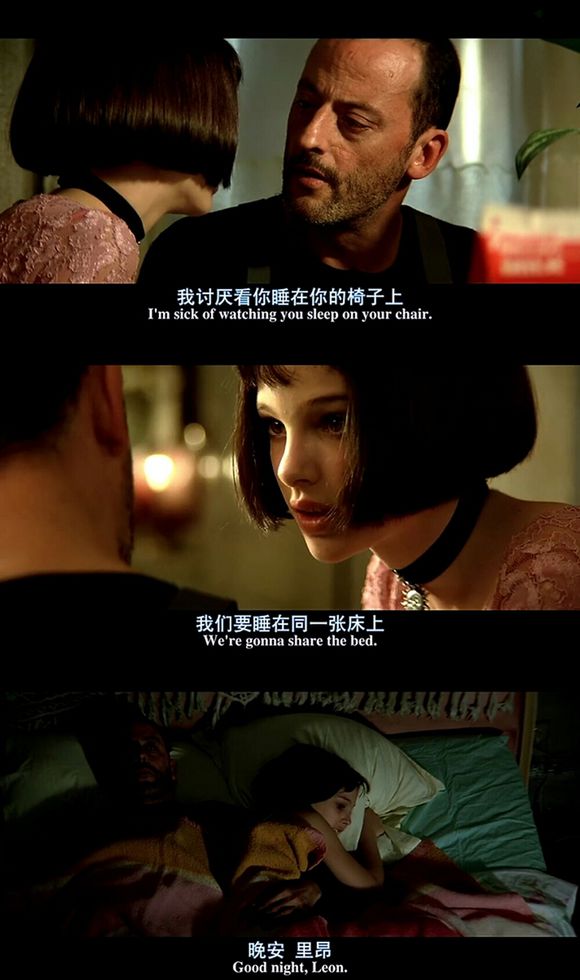 我讨厌看你睡在你的椅子上
I'm sick of watching you sleep on your chair.
我们要睡在同一张床上
We're gonna share the bed.
晚安 里昂
Good night, Leon.